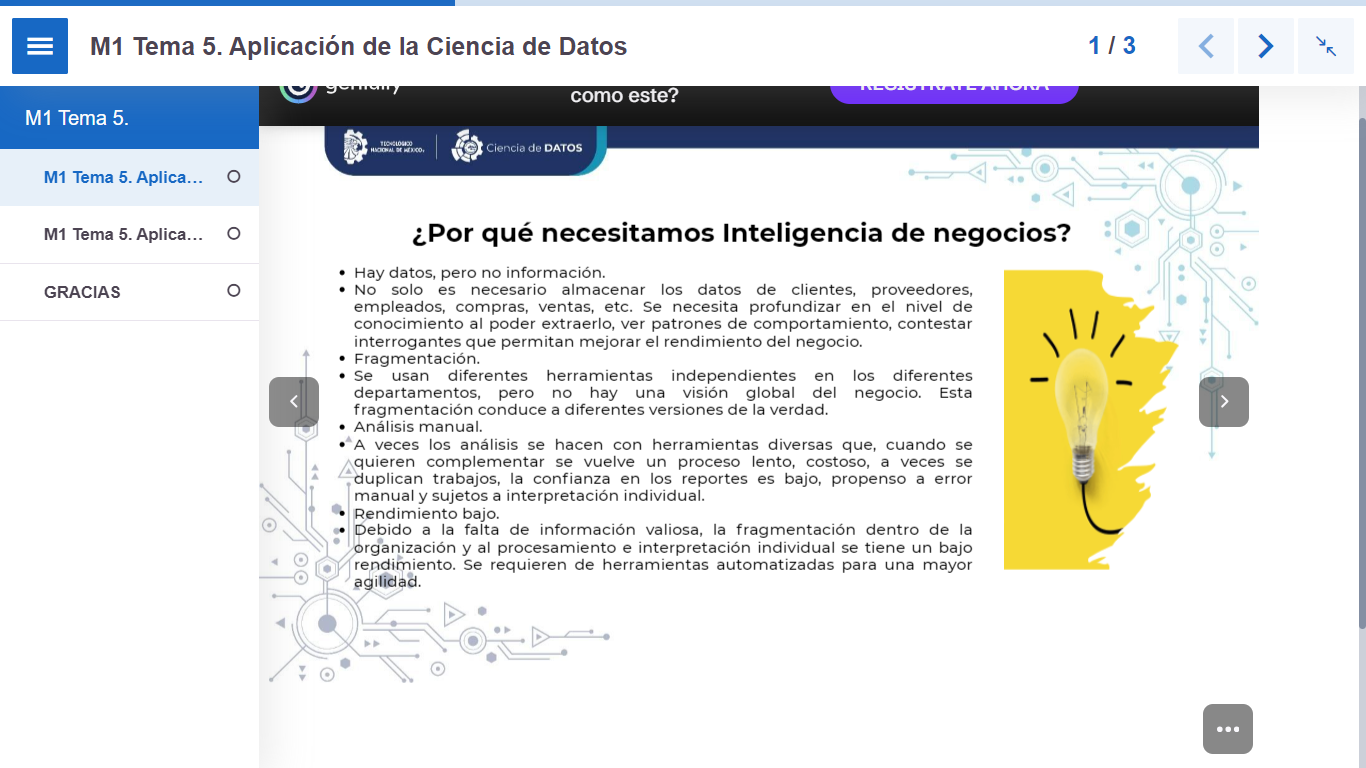 M1 Tema 5. Aplicación de la Ciencia de Datos
1 / 3
M1 Tema 5.
M1 Tema 5. Aplica...
M1 Tema 5. Aplica...
GRACIAS
genially
como este?
REGÍSTRATE AHORA
TECNOLÓGICO
NACIONAL DE MÉXICO
Ciencia de DATOS
¿Por qué necesitamos Inteligencia de negocios?
• Hay datos, pero no información.
• No solo es necesario almacenar los datos de clientes, proveedores,
empleados, compras, ventas, etc. Se necesita profundizar en el nivel de
conocimiento al poder extraerlo, ver patrones de comportamiento, contestar
interrogantes que permitan mejorar el rendimiento del negocio.
• Fragmentación.
• Se usan diferentes herramientas independientes en los diferentes
departamentos, pero no hay una visión global del negocio. Esta
fragmentación conduce a diferentes versiones de la verdad.
• Análisis manual.
• A veces los análisis se hacen con herramientas diversas que, cuando se
quieren complementar se vuelve un proceso lento, costoso, a veces se
duplican trabajos, la confianza en los reportes es bajo, propenso a error
manual y sujetos a interpretación individual.
• Rendimiento bajo.
• Debido a la falta de información valiosa, la fragmentación dentro de la
organización y al procesamiento e interpretación individual se tiene un bajo
rendimiento. Se requieren de herramientas automatizadas para una mayor
agilidad.